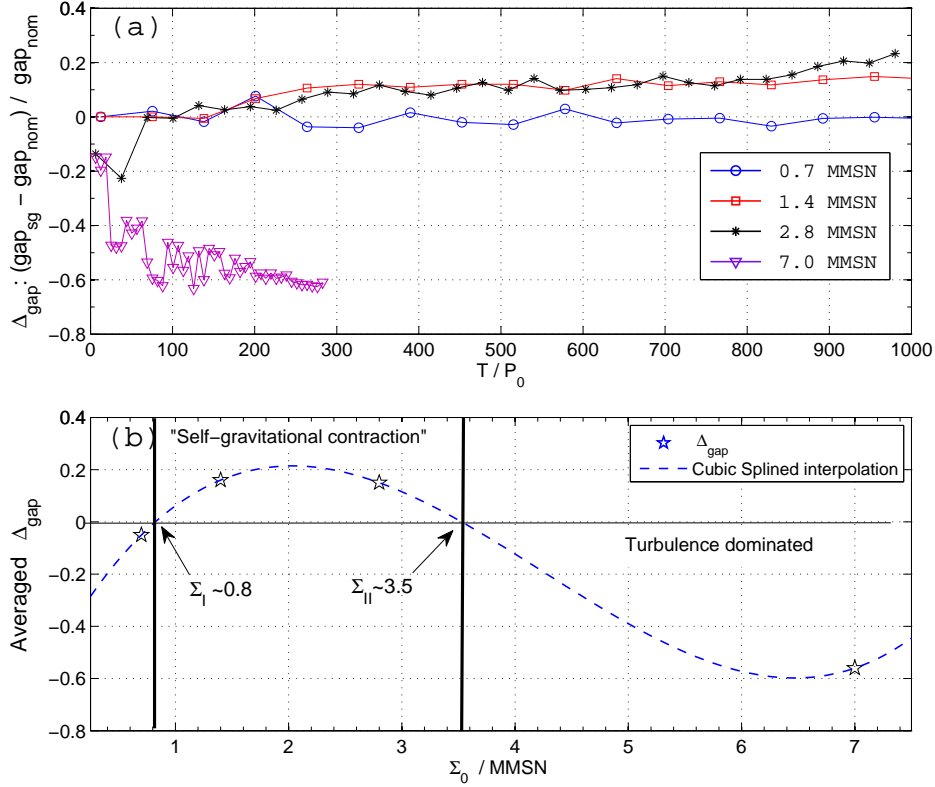 (a)
Δgap: (gapsg − gapnom) / gapnom
0.4
0.2
0
−0.2
−0.4
−0.6
−0.8
0.7 MMSN
1.4 MMSN
2.8 MMSN
7.0 MMSN
0 100 200 300 400 500 600 700 800 900 1000
T / P0
(b)
Averaged Δgap
0.4
0.2
0
−0.2
−0.4
−0.6
−0.8
"Self−gravitational contraction"
Δgap
Cubic Splined interpolation
Turbulence dominated
ΣI ~0.8
ΣII~3.5
1 2 3 4 5 6 7
Σ0 / MMSN